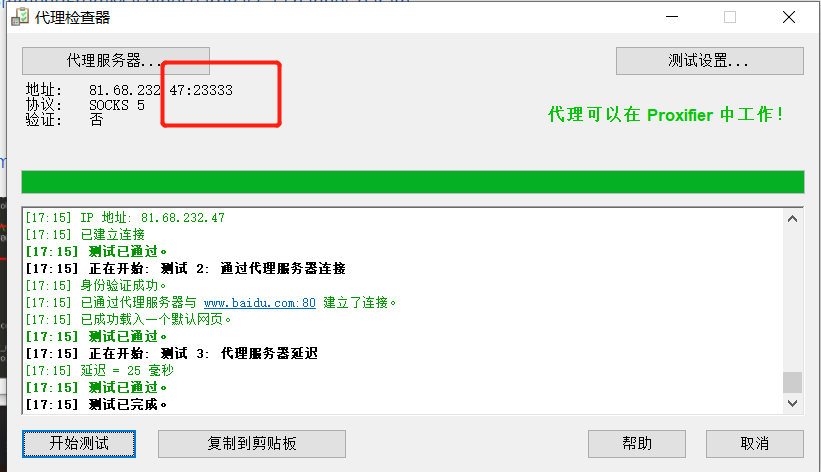 代理检查器
代理服务器...
测试设置...
地址: 81.68.232 47:23333
协议: SOCKS 5
验证: 否
代理可以在 Proxifier 中工作!
[17:15] IP 地址: 81.68.232.47
[17:15] 已建立连接
[17:15] 测试已通过。
[17:15] 正在开始: 测试 2: 通过代理服务器连接
[17:15] 身份验证成功。
[17:15] 已通过代理服务器与 www.baidu.com:80 建立了连接。
[17:15] 已成功载入一个默认网页。
[17:15] 测试已通过。
[17:15] 正在开始: 测试 3: 代理服务器延迟
[17:15] 延迟 = 25 毫秒
[17:15] 测试已通过。
[17:15] 测试已完成。
开始测试
复制到剪贴板
帮助
取消